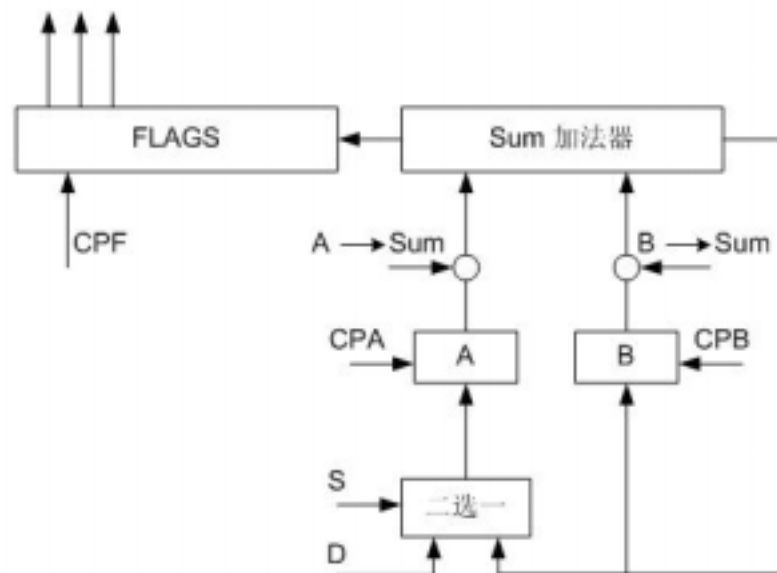 FLAGS
Sum 加法器
CPF
A → Sum
B → Sum
CPA
A
B
CPB
S
二选一
D